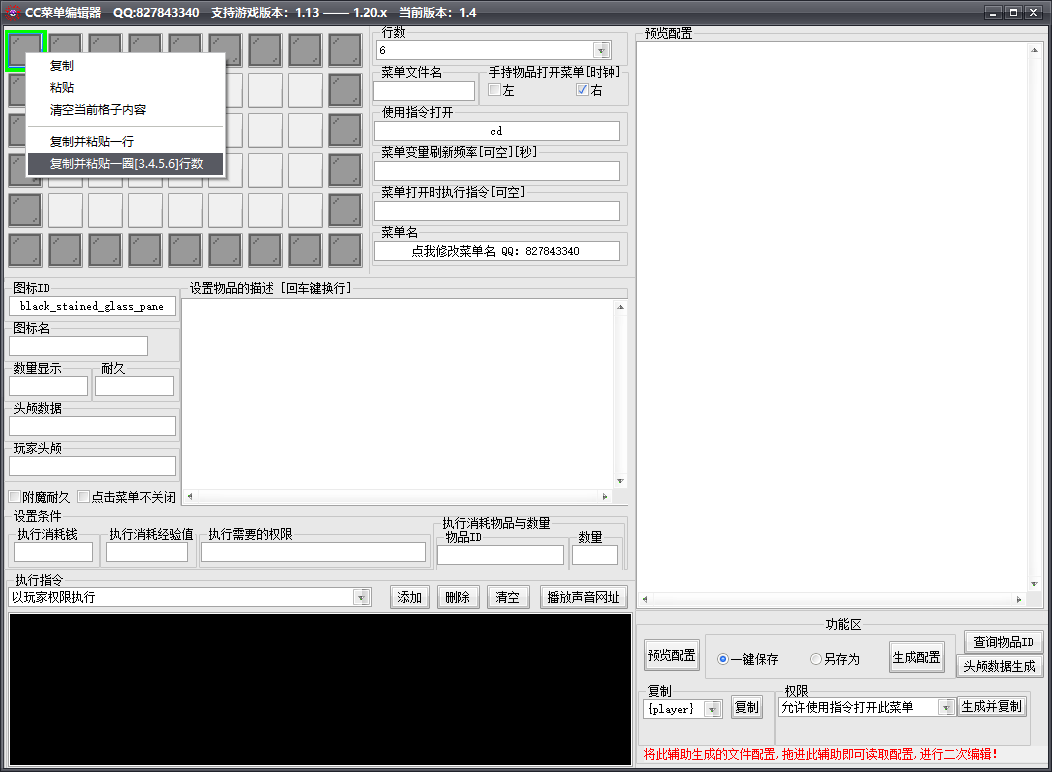 CC菜单编辑器 QQ:827843340 支持游戏版本：1.13 —— 1.20.x 当前版本：1.4
复制
粘贴
清空当前格子内容
复制并粘贴一行
复制并粘贴一圈[3.4.5.6]行数
行数
6
菜单文件名
手持物品打开菜单[时钟]
左
右
使用指令打开
cd
菜单变量刷新频率[可空][秒]
菜单打开时执行指令[可空]
菜单名
点我修改菜单名 QQ：827843340
预览配置
图标ID
black_stained_glass_pane
图标名
数量显示
耐久
头颅数据
玩家头颅
附魔耐久
点击菜单不关闭
设置物品的描述 [回车键换行]
设置条件
执行消耗钱
执行消耗经验值
执行需要的权限
执行消耗物品与数量
物品ID
数量
执行指令
以玩家权限执行
添加
删除
清空
播放声音网址
功能区
预览配置
一键保存
另存为
生成配置
查询物品ID
头颅数据生成
复制
{player}
复制
权限
允许使用指令打开此菜单
生成并复制
将此辅助生成的文件配置, 拖进此辅助即可读取配置, 进行二次编辑！